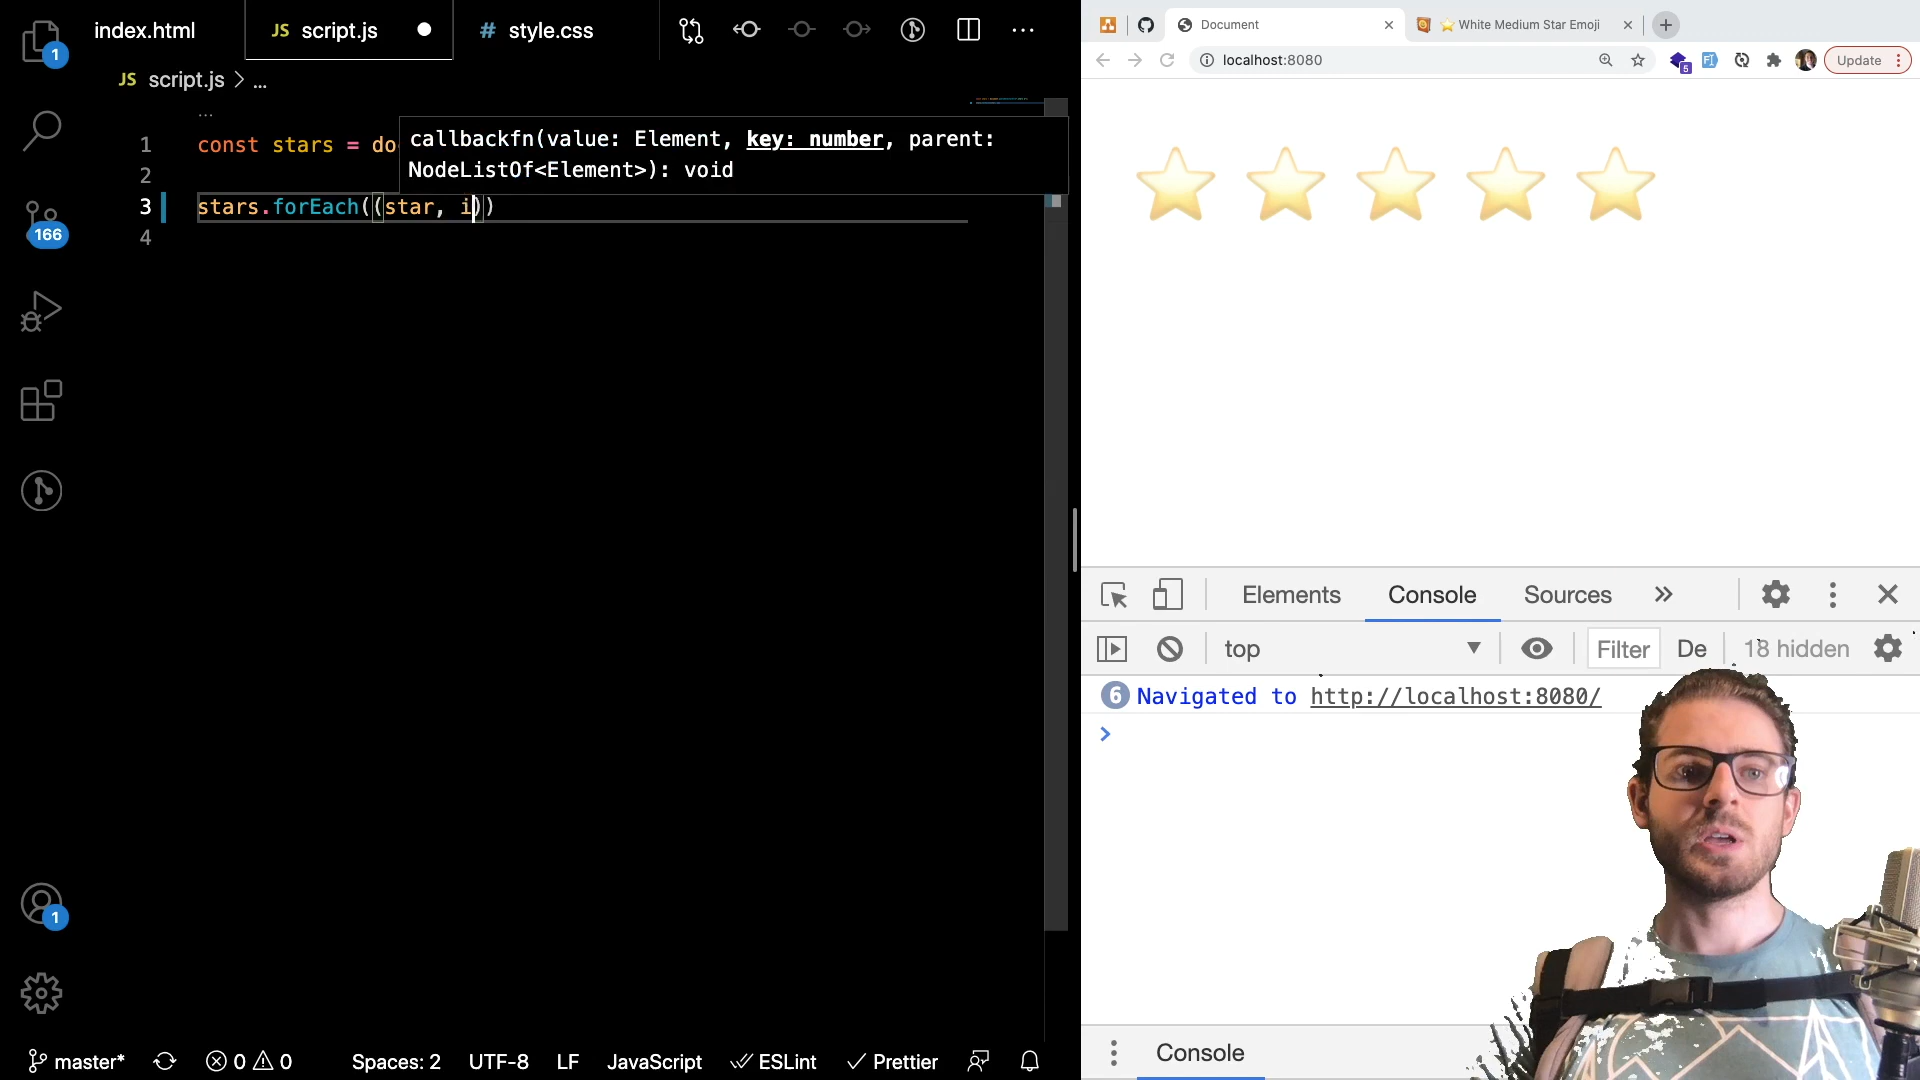 index.html
JS script.js
# style.css
JS script.js > ...
...
1 const stars = do
callbackfn(value: Element, key: number, parent:
NodeListOf<Element>): void
2
3 stars.forEach((star, i))
4
1
166
1
master*
0 0
Spaces: 2
UTF-8
LF
JavaScript
ESLint
Prettier
Document
White Medium Star Emoji
localhost:8080
5
Update
Elements
Console
Sources
top
Filter
De
18 hidden
6 Navigated to http://localhost:8080/
Console